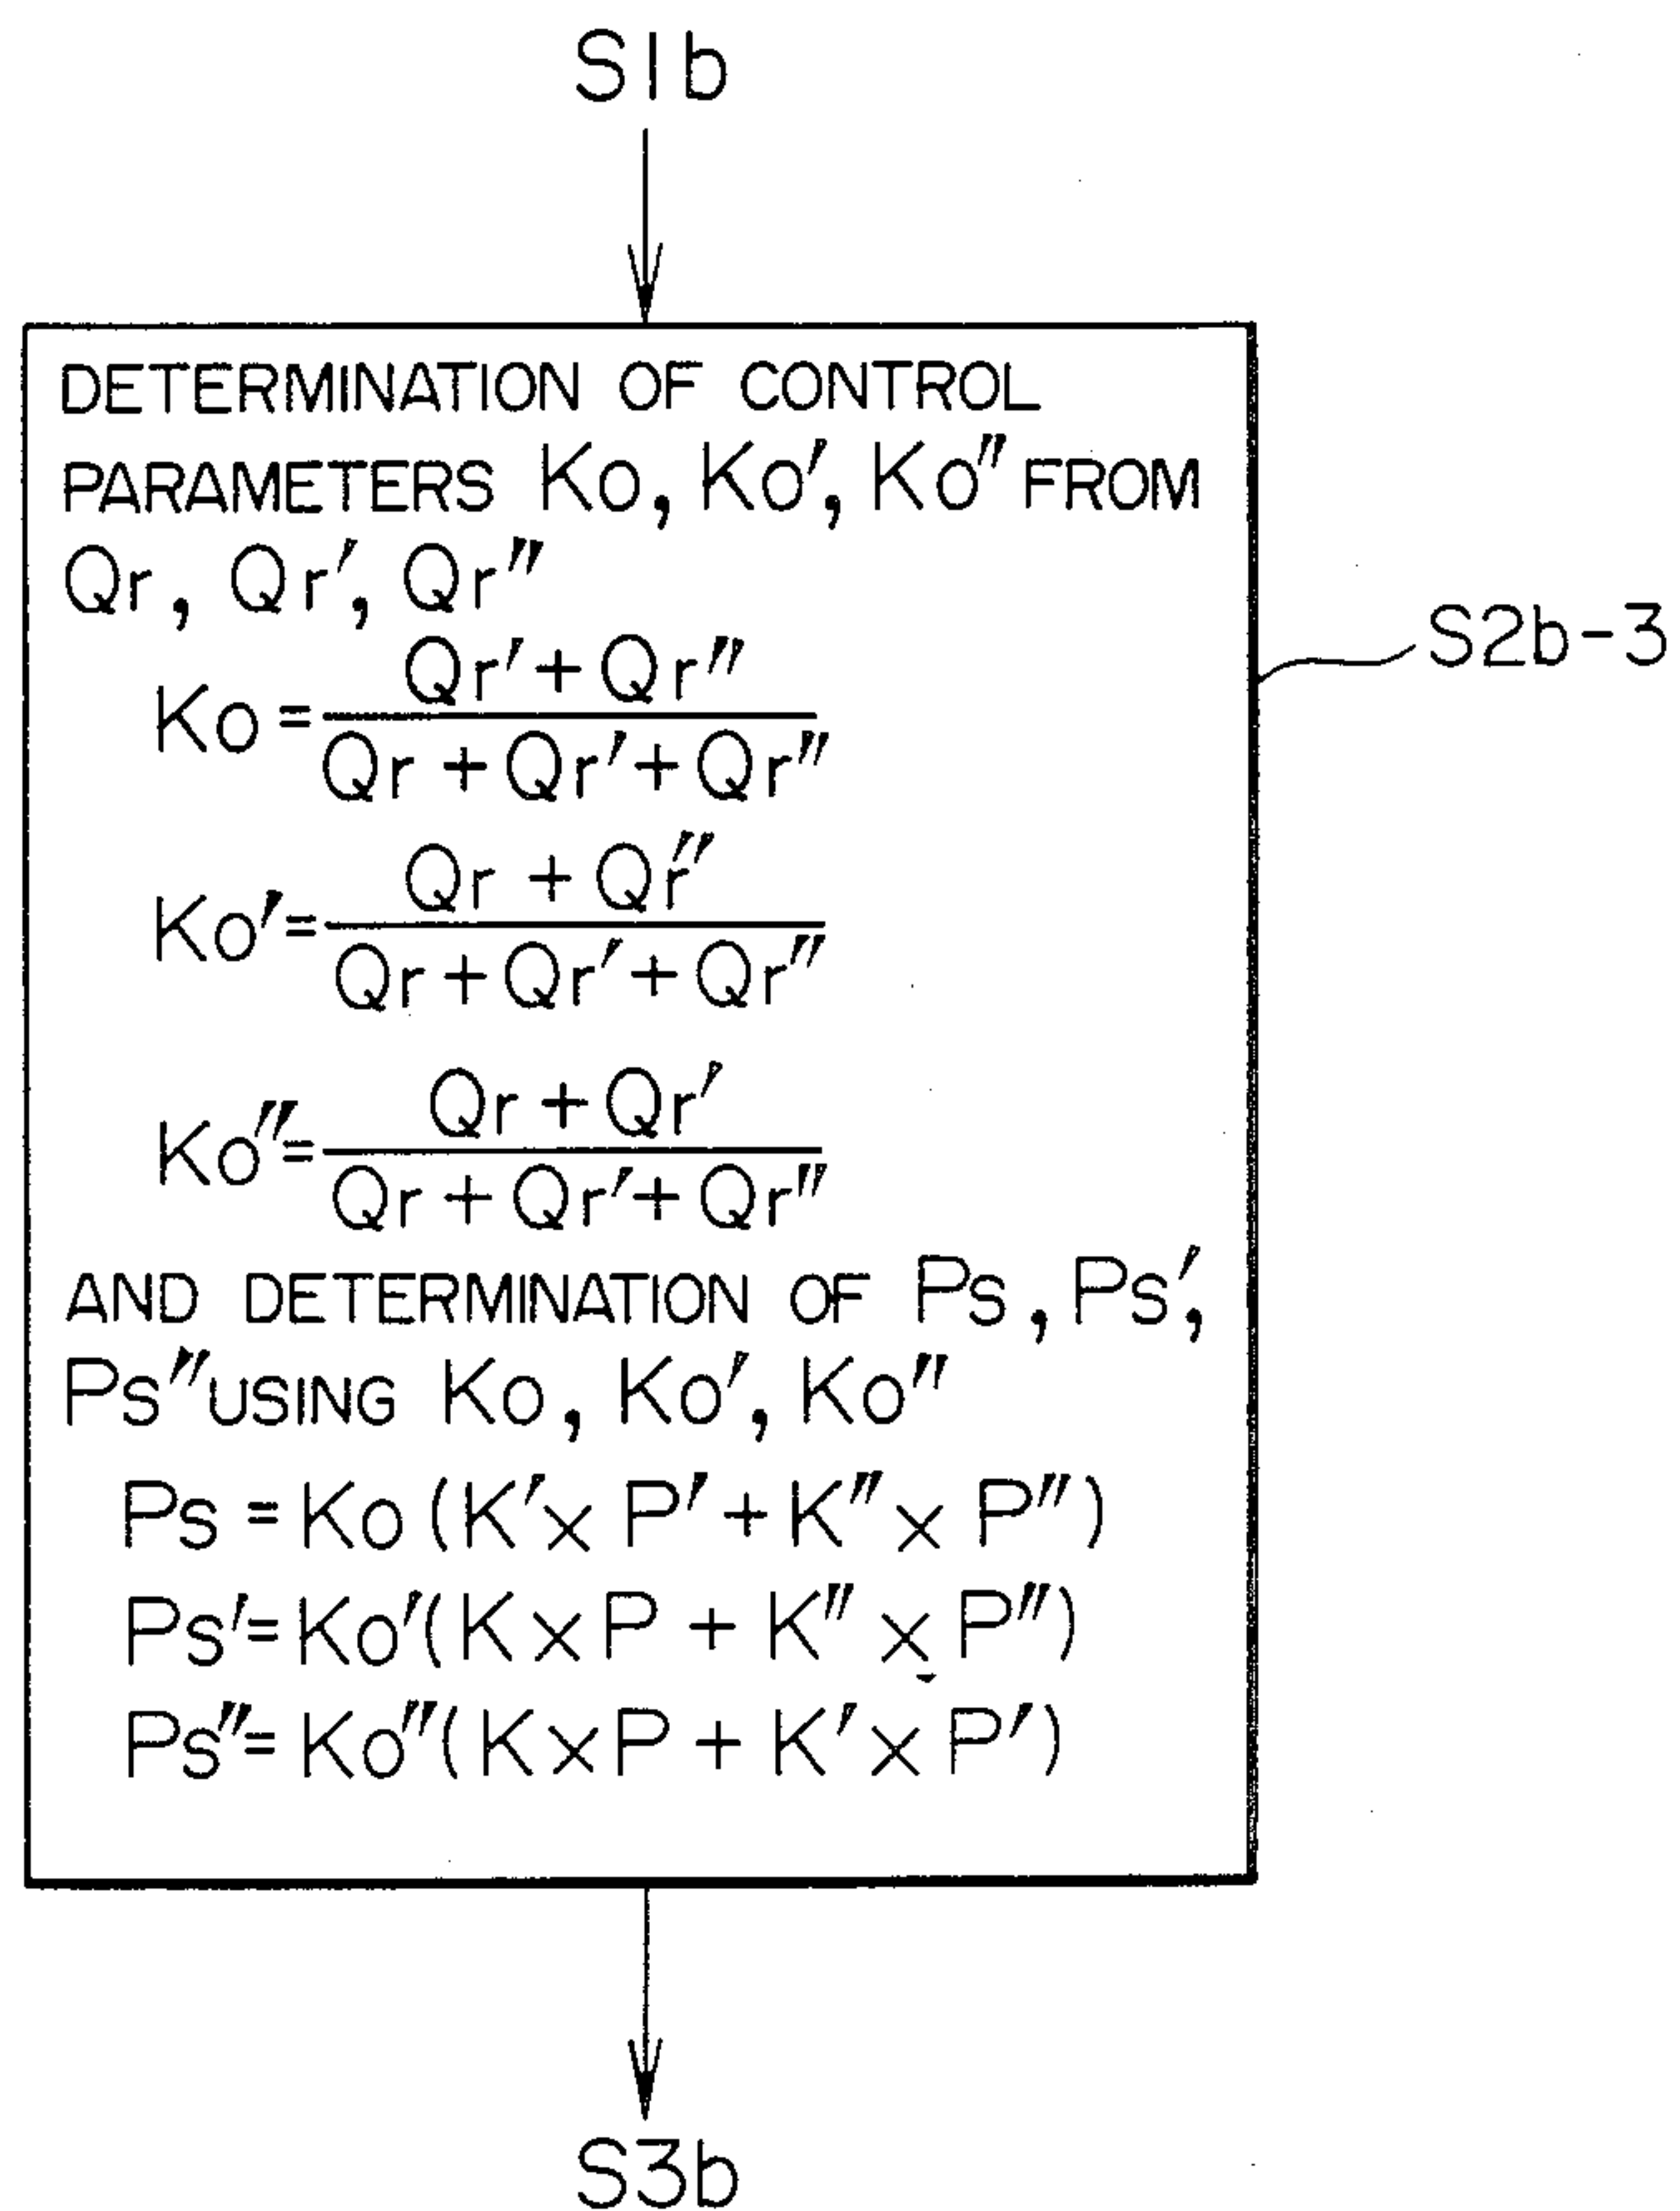 S1b
DETERMINATION OF CONTROL
PARAMETERS Ko, Ko', Ko" FROM
Qr, Qr', Qr"
S2b-3
Ko = (Qr' + Qr") / (Qr + Qr' + Qr")
Ko' = (Qr + Qr") / (Qr + Qr' + Qr")
Ko" = (Qr + Qr') / (Qr + Qr' + Qr")
AND DETERMINATION OF Ps, Ps',
Ps" USING Ko, Ko', Ko"
Ps = Ko (K' × P' + K" × P")
Ps' = Ko' (K × P + K" × P")
Ps" = Ko" (K × P + K' × P')
S3b